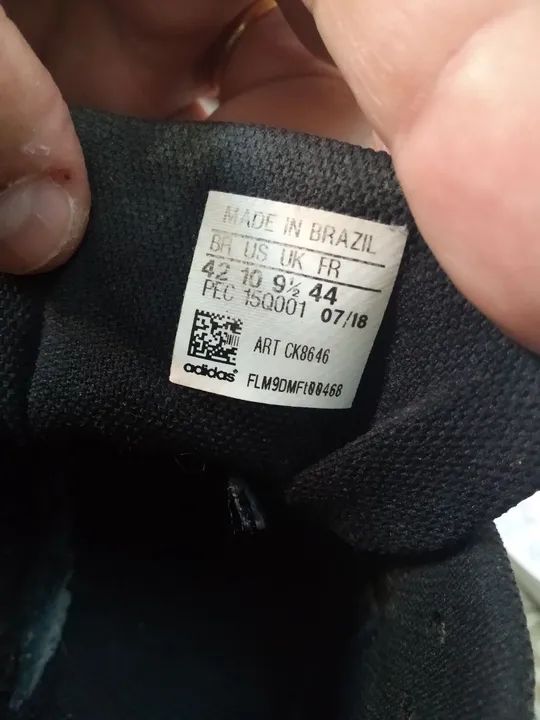 MADE IN BRAZIL
BR US UK FR
42 10 9½ 44
PEC 15Q001 07/18
ART CK8646
adidas FLM9DMFt00468